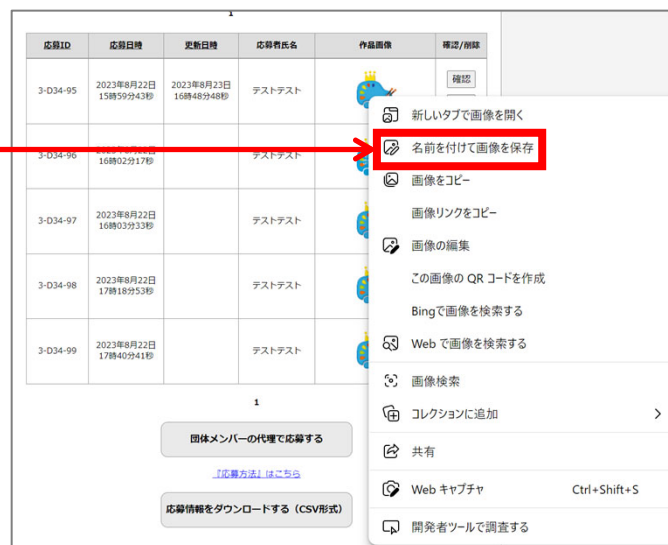 1
応募ID 応募日時 更新日時 応募者氏名 作品画像 確認/削除
3-D34-95 2023年8月22日 15時59分43秒 2023年8月23日 16時48分48秒 テストテスト 確認
3-D34-96 16時02分17秒 テストテスト
3-D34-97 2023年8月22日 16時03分33秒 テストテスト
3-D34-98 2023年8月22日 17時18分53秒 テストテスト
3-D34-99 2023年8月22日 17時40分41秒 テストテスト
1
団体メンバーの代理で応募する
『応募方法』はこちら
応募情報をダウンロードする（CSV形式）
新しいタブで画像を開く
名前を付けて画像を保存
画像をコピー
画像リンクをコピー
画像の編集
この画像の QR コードを作成
Bingで画像を検索する
Web で画像を検索する
画像検索
コレクションに追加
共有
Web キャプチャ Ctrl+Shift+S
開発者ツールで調査する